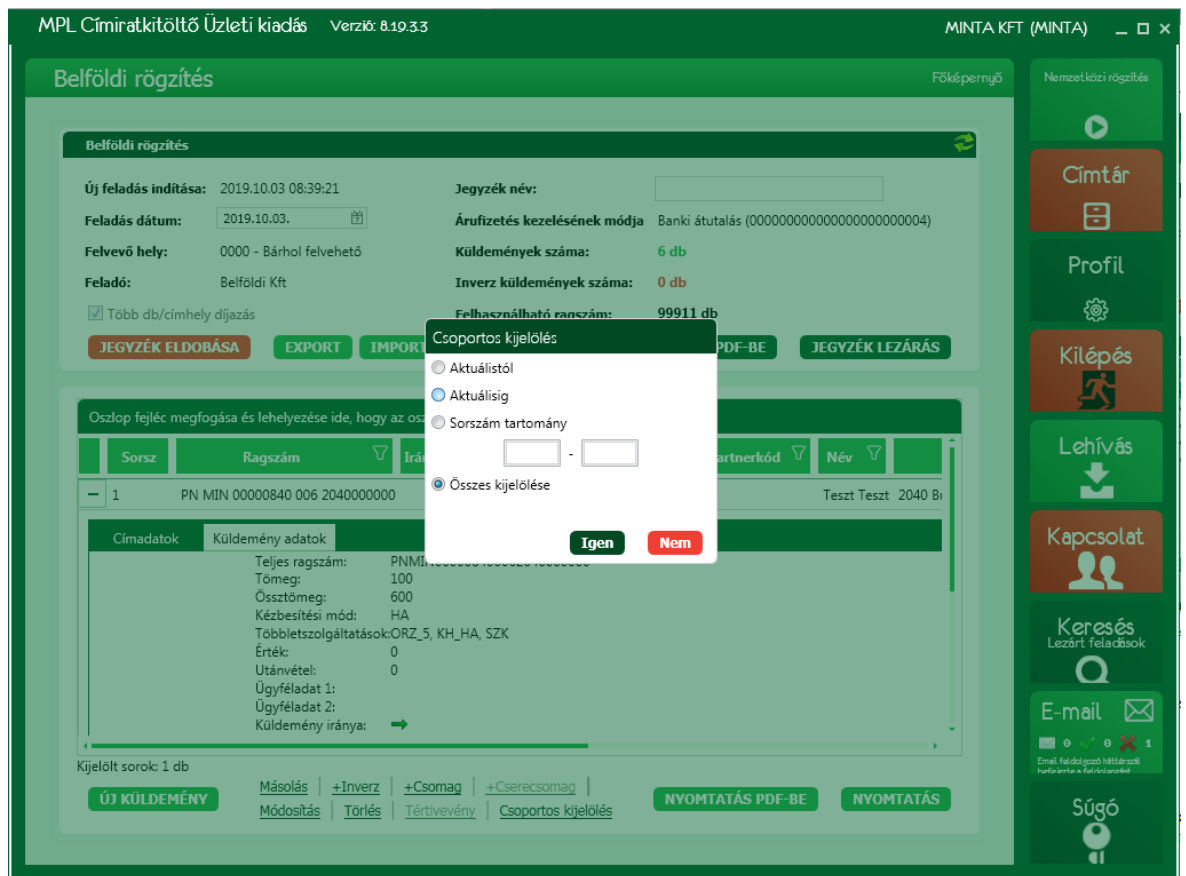 MPL Címiratkitöltő Üzleti kiadás Verzió: 8.19.3.3 MINTA KFT (MINTA)
Belföldi rögzítés Főképernyő
Nemzetközi rögzítés
Belföldi rögzítés
Új feladás indítása: 2019.10.03 08:39:21 Jegyzék név:
Feladás dátum: 2019.10.03. Árufizetés kezelésének módja Banki átutalás (000000000000000000000004)
Felvevő hely: 0000 - Bárhol felvehető Küldemények száma: 6 db
Feladó: Belföldi Kft Inverz küldemények száma: 0 db
Több db/címhely díjazás Felhasználható ragszám: 99911 db
JEGYZÉK ELDOBÁSA EXPORT IMPORT PDF-BE JEGYZÉK LEZÁRÁS
Csoportos kijelölés
Aktuálistól
Aktuálisig
Sorszám tartomány
-
Összes kijelölése
Igen Nem
Oszlop fejléc megfogása és lehelyezése ide, hogy az
Sorsz Ragszám Név
1 PN MIN 00000840 006 2040000000 Teszt Teszt 2040
Címadatok Küldemény adatok
Teljes ragszám:
Tömeg: 100
Össztömeg: 600
Kézbesítési mód: HA
Többletszolgáltatások: ORZ_5, KH_HA, SZK
Érték: 0
Utánvétel: 0
Ügyféladat 1:
Ügyféladat 2:
Küldemény iránya:
Kijelölt sorok: 1 db
ÚJ KÜLDEMÉNY Másolás +Inverz +Csomag +Cserecsomag NYOMTATÁS PDF-BE NYOMTATÁS
Módosítás Törlés Tértivevény Csoportos kijelölés
Címtár
Profil
Kilépés
Lehívás
Kapcsolat
Keresés
Lezárt feladások
E-mail
0 0 1
Email feldolgozó háttérszál
Súgó